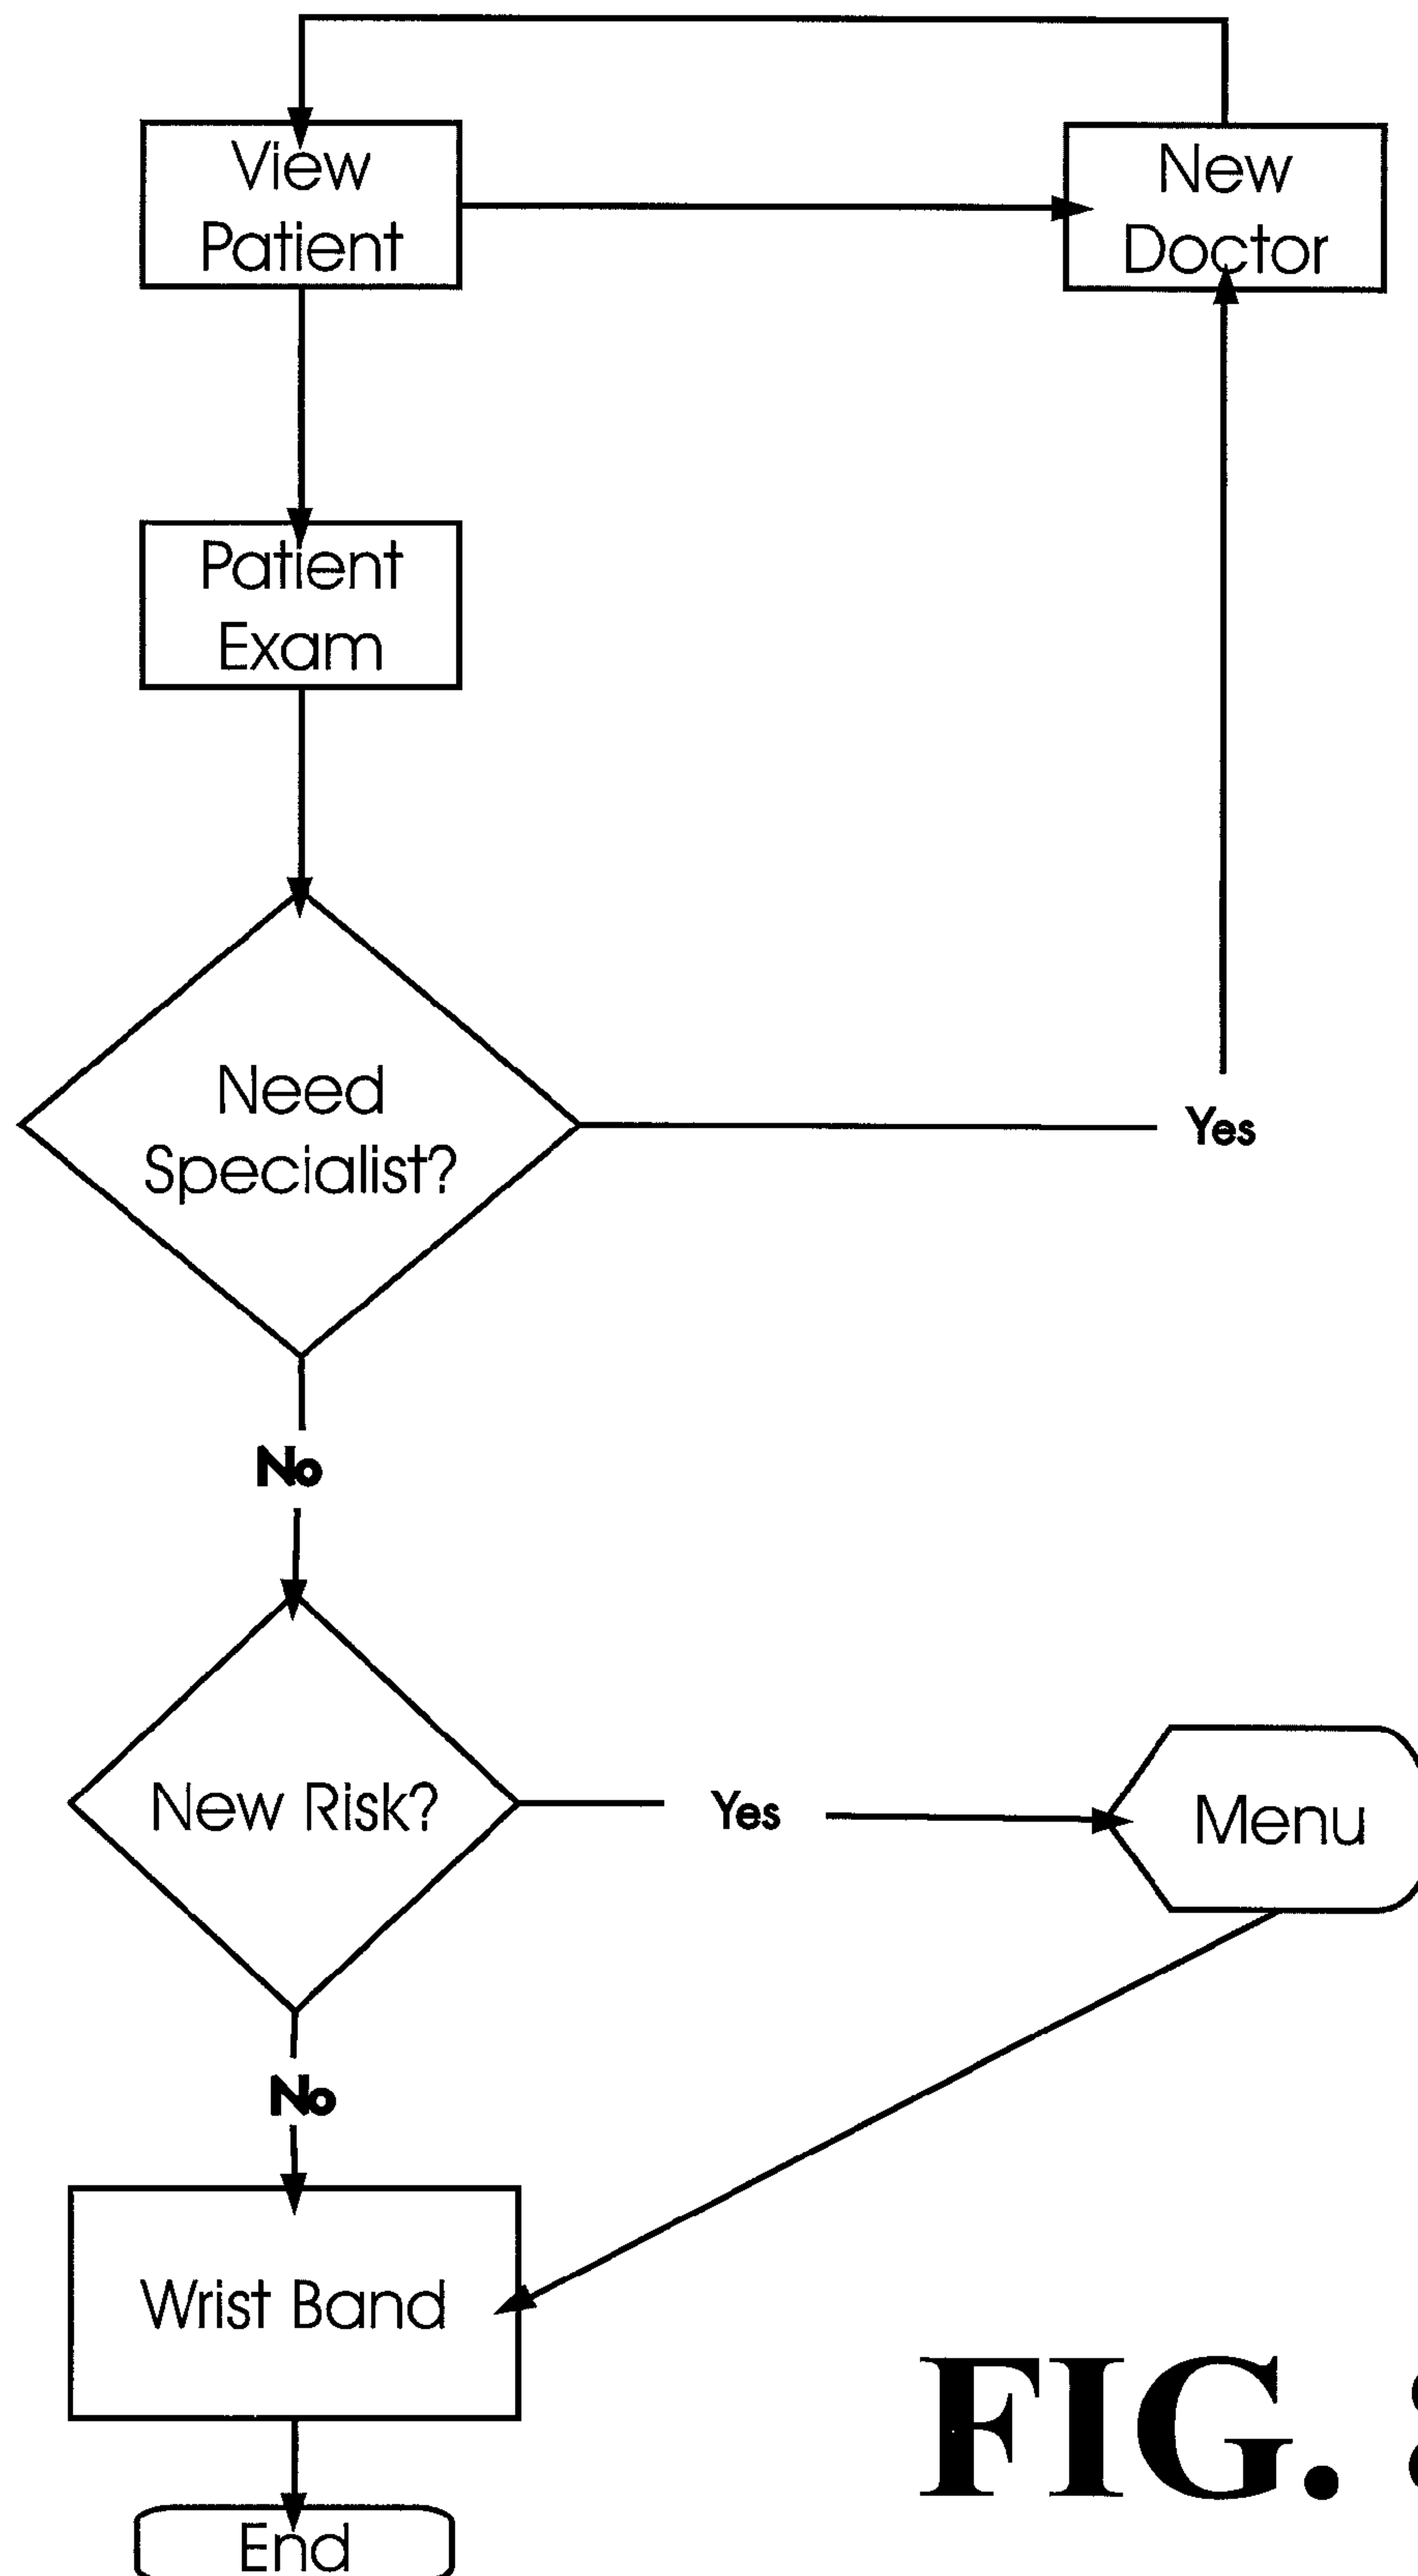 View
Patient
New
Doctor
Patient
Exam
Need
Specialist?
Yes
No
New Risk?
Yes
Menu
No
Wrist Band
FIG.
End